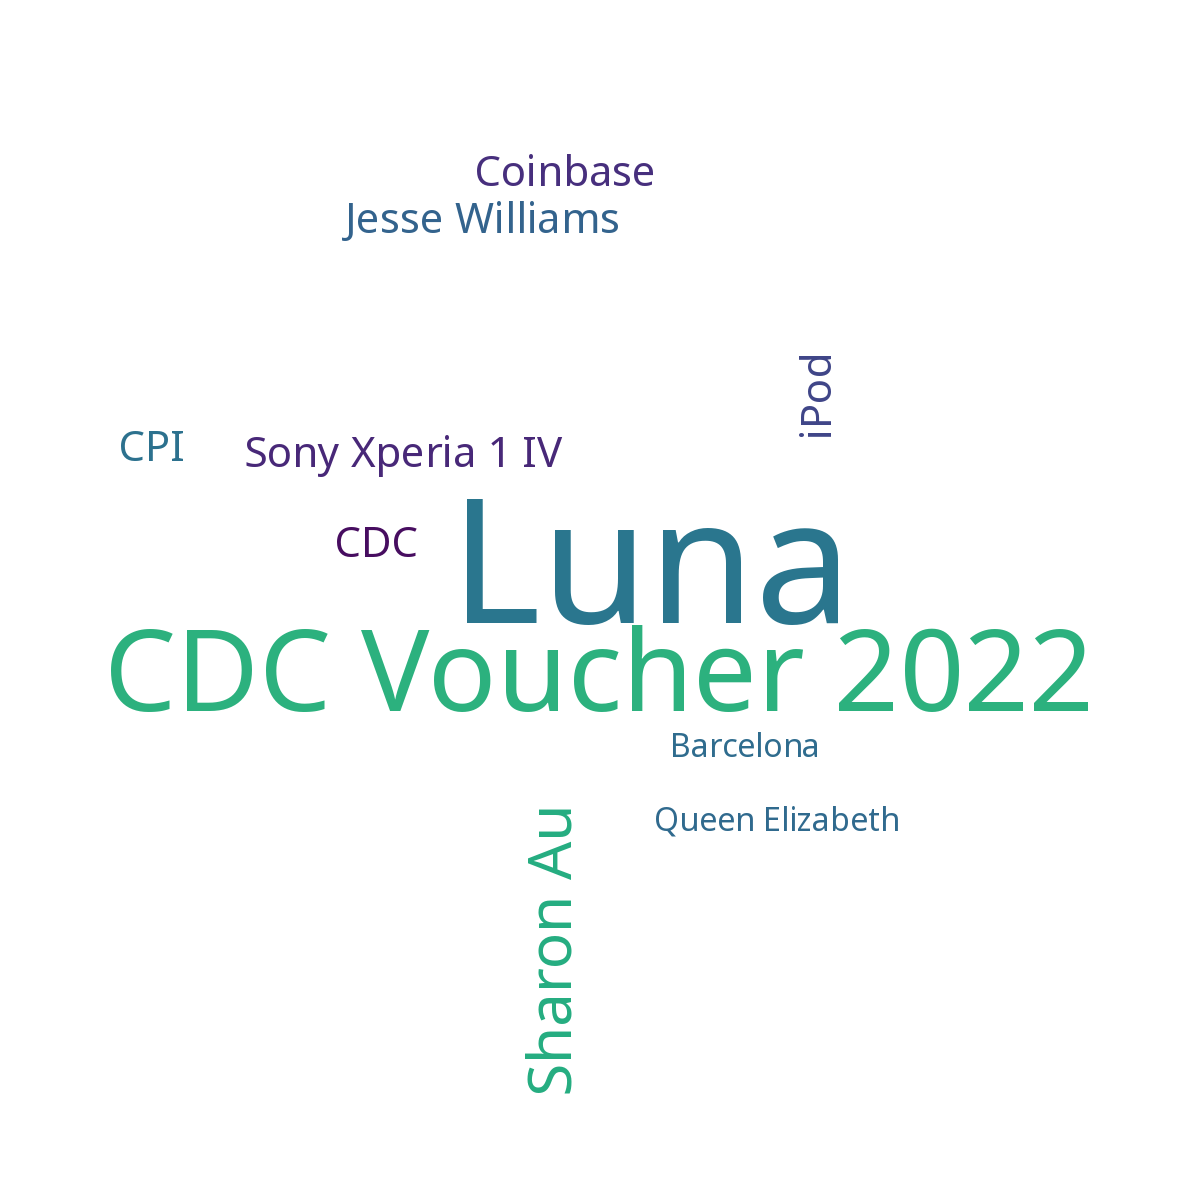 Coinbase
Jesse Williams
iPod
CPI
Sony Xperia 1 IV
CDC
Luna
CDC Voucher 2022
Barcelona
Queen Elizabeth
Sharon Au